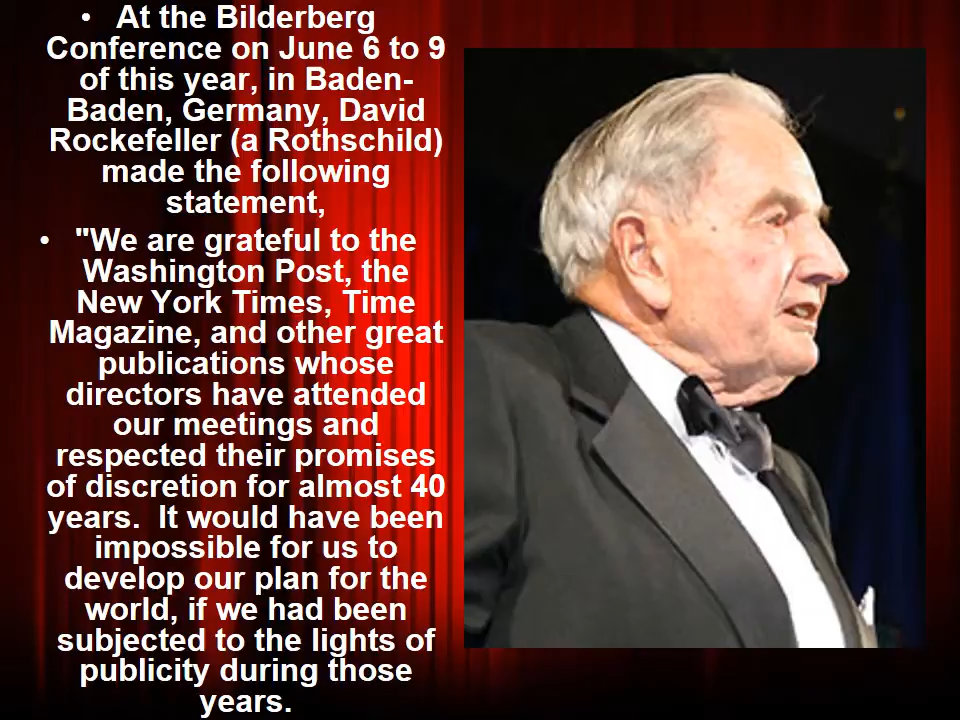 • At the Bilderberg
Conference on June 6 to 9
of this year, in Baden-
Baden, Germany, David
Rockefeller (a Rothschild)
made the following
statement,
• "We are grateful to the
Washington Post, the
New York Times, Time
Magazine, and other great
publications whose
directors have attended
our meetings and
respected their promises
of discretion for almost 40
years.  It would have been
impossible for us to
develop our plan for the
world, if we had been
subjected to the lights of
publicity during those
years.